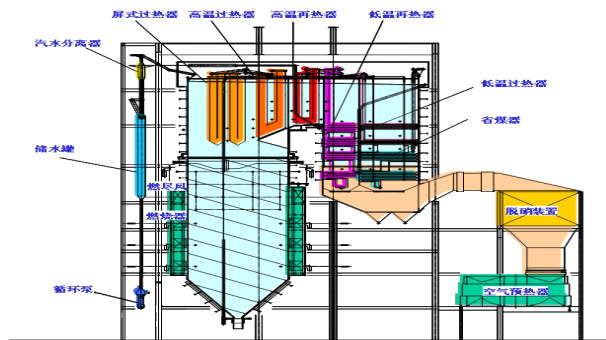 屏式过热器 高温过热器 高温再热器 低温再热器
汽水分离器
低温过热器
省煤器
储水罐
燃尽风
脱硝装置
燃烧器
循环泵
空气预热器